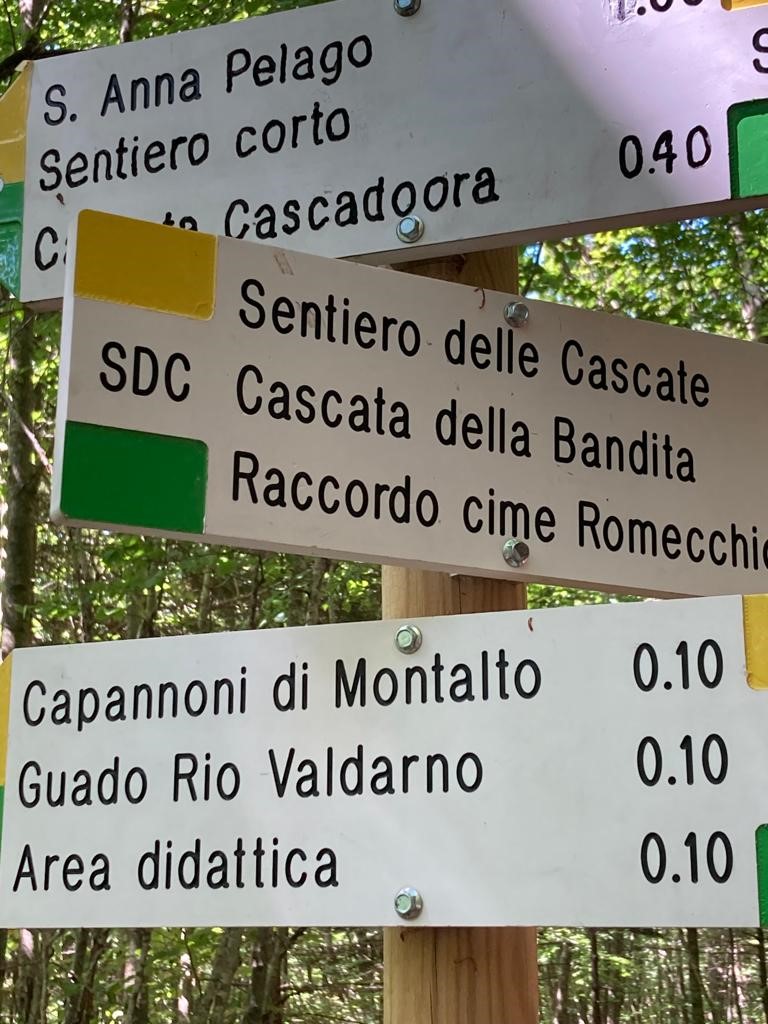 S. Anna Pelago
Sentiero corto 0.40
Cascadoora
SDC
Sentiero delle Cascate
Cascata della Bandita
Raccordo cime
Capannoni di Montalto 0.10
Guado Rio Valdarno 0.10
Area didattica 0.10